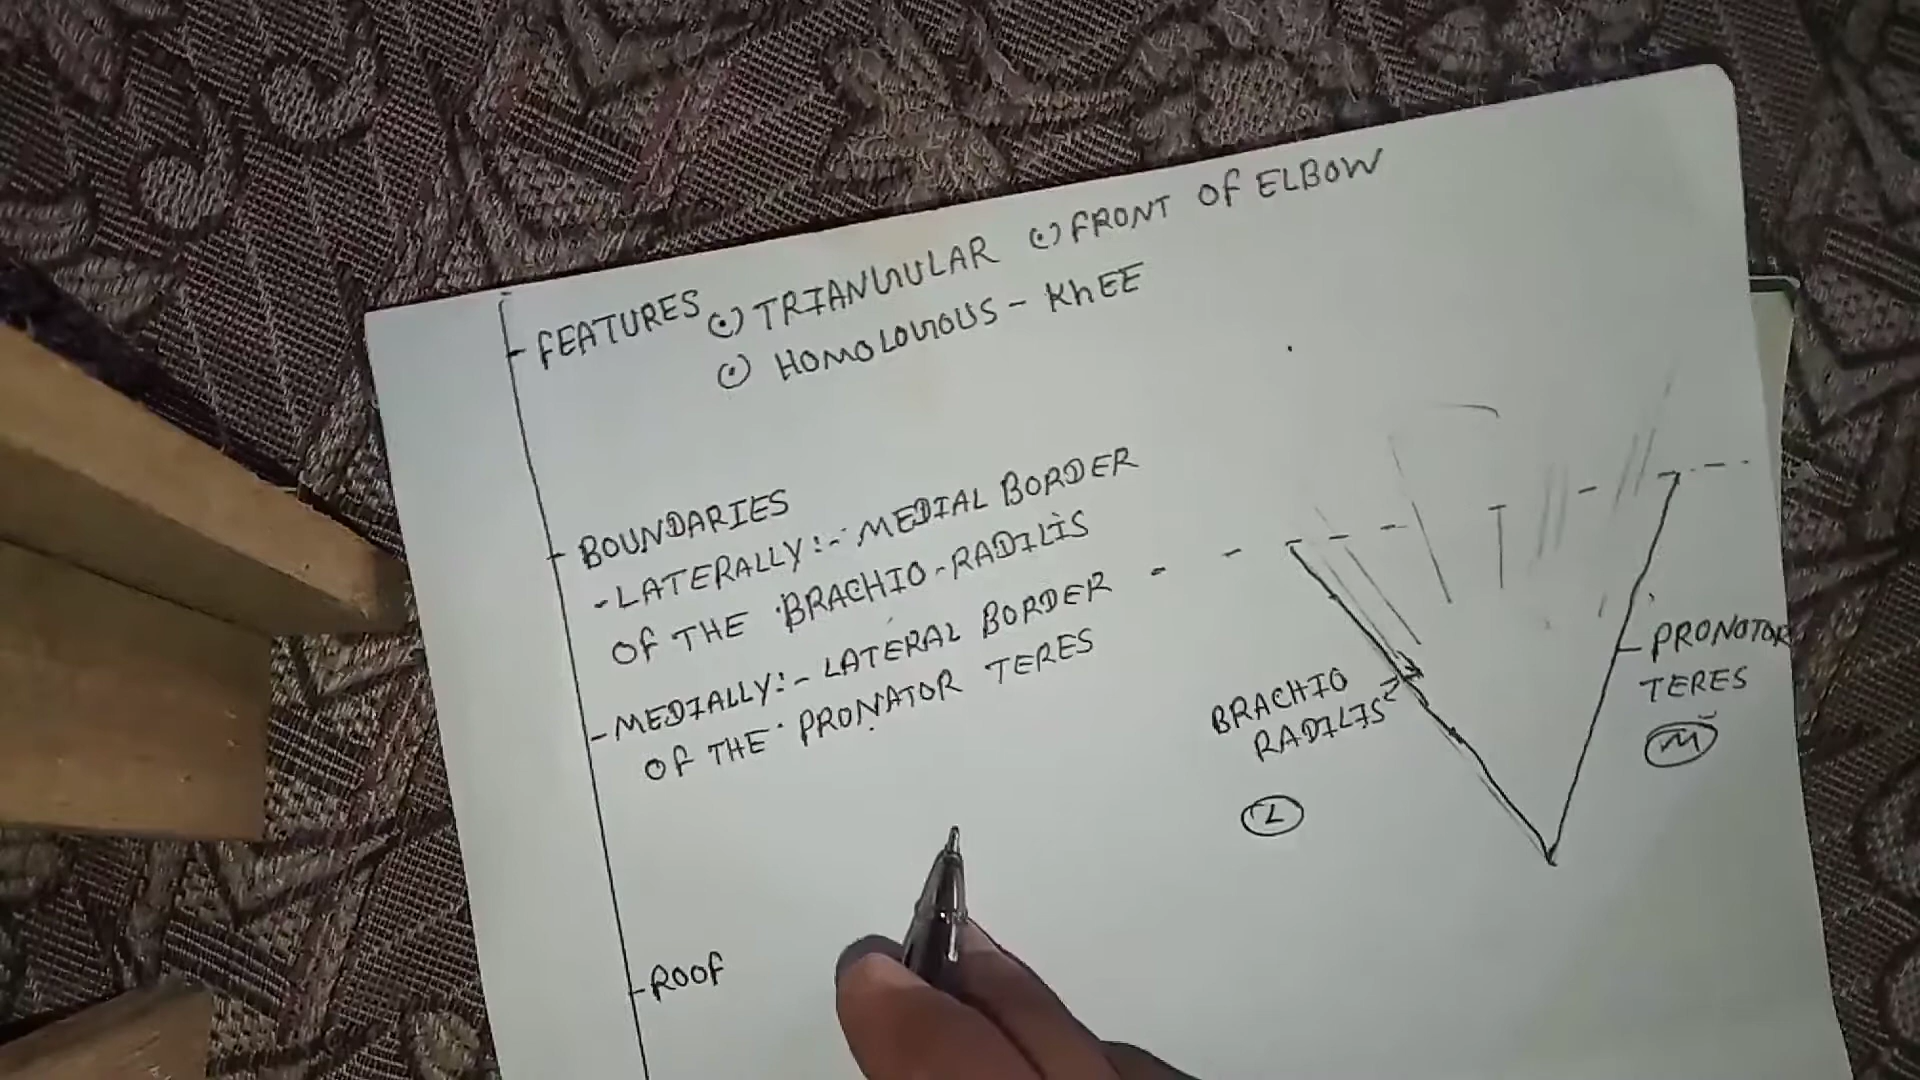 FEATURES ⊙ TRIANGULAR ⊙ FRONT OF ELBOW
⊙ HOMOLOGOUS - KNEE
BOUNDARIES
- LATERALLY:- MEDIAL BORDER
OF THE BRACHIO-RADILIS
- MEDIALLY:- LATERAL BORDER
OF THE PRONATOR TERES
ROOF
BRACHIO
RADILIS
L
PRONOTOR
TERES
M